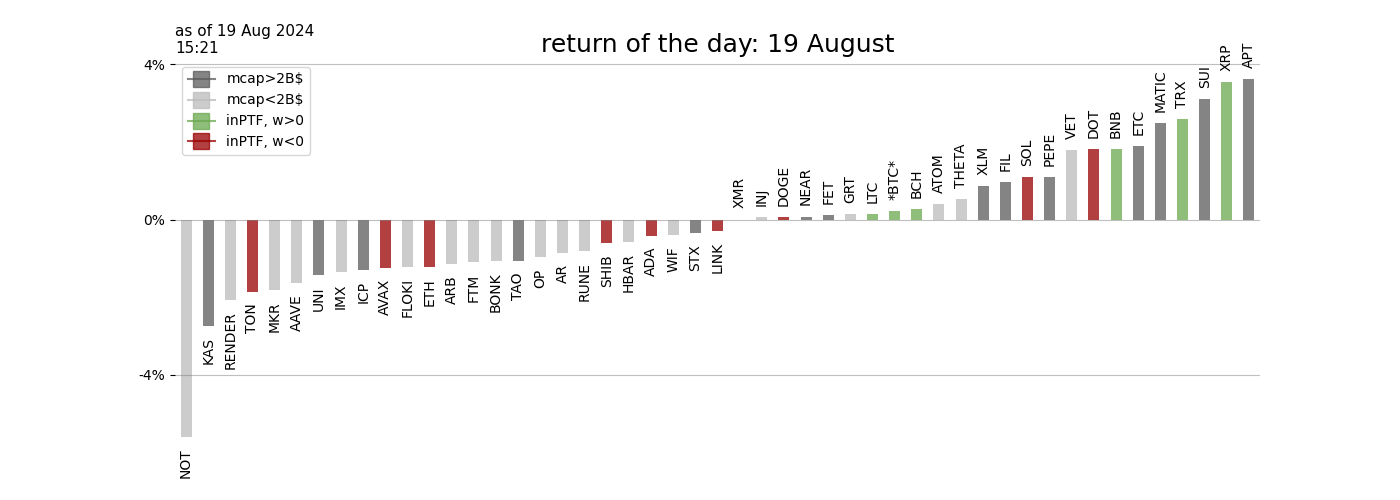 as of 19 Aug 2024
15:21
return of the day: 19 August
4%
0%
-4%
mcap>2B$
mcap<2B$
inPTF, w>0
inPTF, w<0
NOT
KAS
RENDER
TON
MKR
AAVE
UNI
IMX
ICP
AVAX
FLOKI
ETH
ARB
FTM
BONK
TAO
OP
AR
RUNE
SHIB
HBAR
ADA
WIF
STX
LINK
XMR
INJ
DOGE
NEAR
FET
GRT
LTC
*BTC*
BCH
ATOM
THETA
XLM
FIL
SOL
PEPE
VET
DOT
BNB
ETC
MATIC
TRX
SUI
XRP
APT